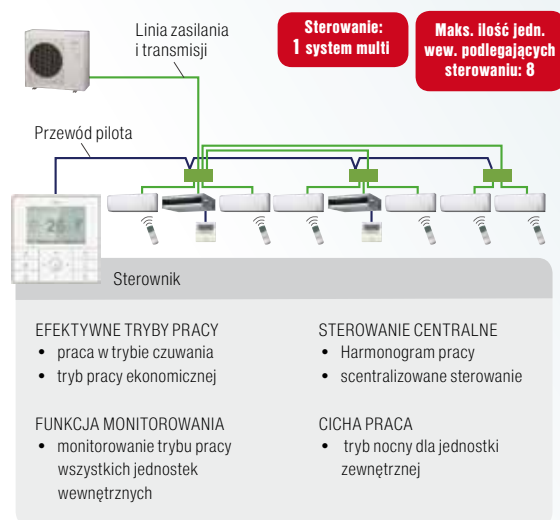 Linia zasilania
i transmisji
Sterowanie:
1 system multi
Maks. ilość jedn.
wew. podlegających
sterowaniu: 8
Przewód pilota
Sterownik
EFEKTYWNE TRYBY PRACY
• praca w trybie czuwania
• tryb pracy ekonomicznej
STEROWANIE CENTRALNE
• Harmonogram pracy
• scentralizowane sterowanie
FUNKCJA MONITOROWANIA
• monitorowanie trybu pracy
wszystkich jednostek
wewnętrznych
CICHA PRACA
• tryb nocny dla jednostki
zewnętrznej